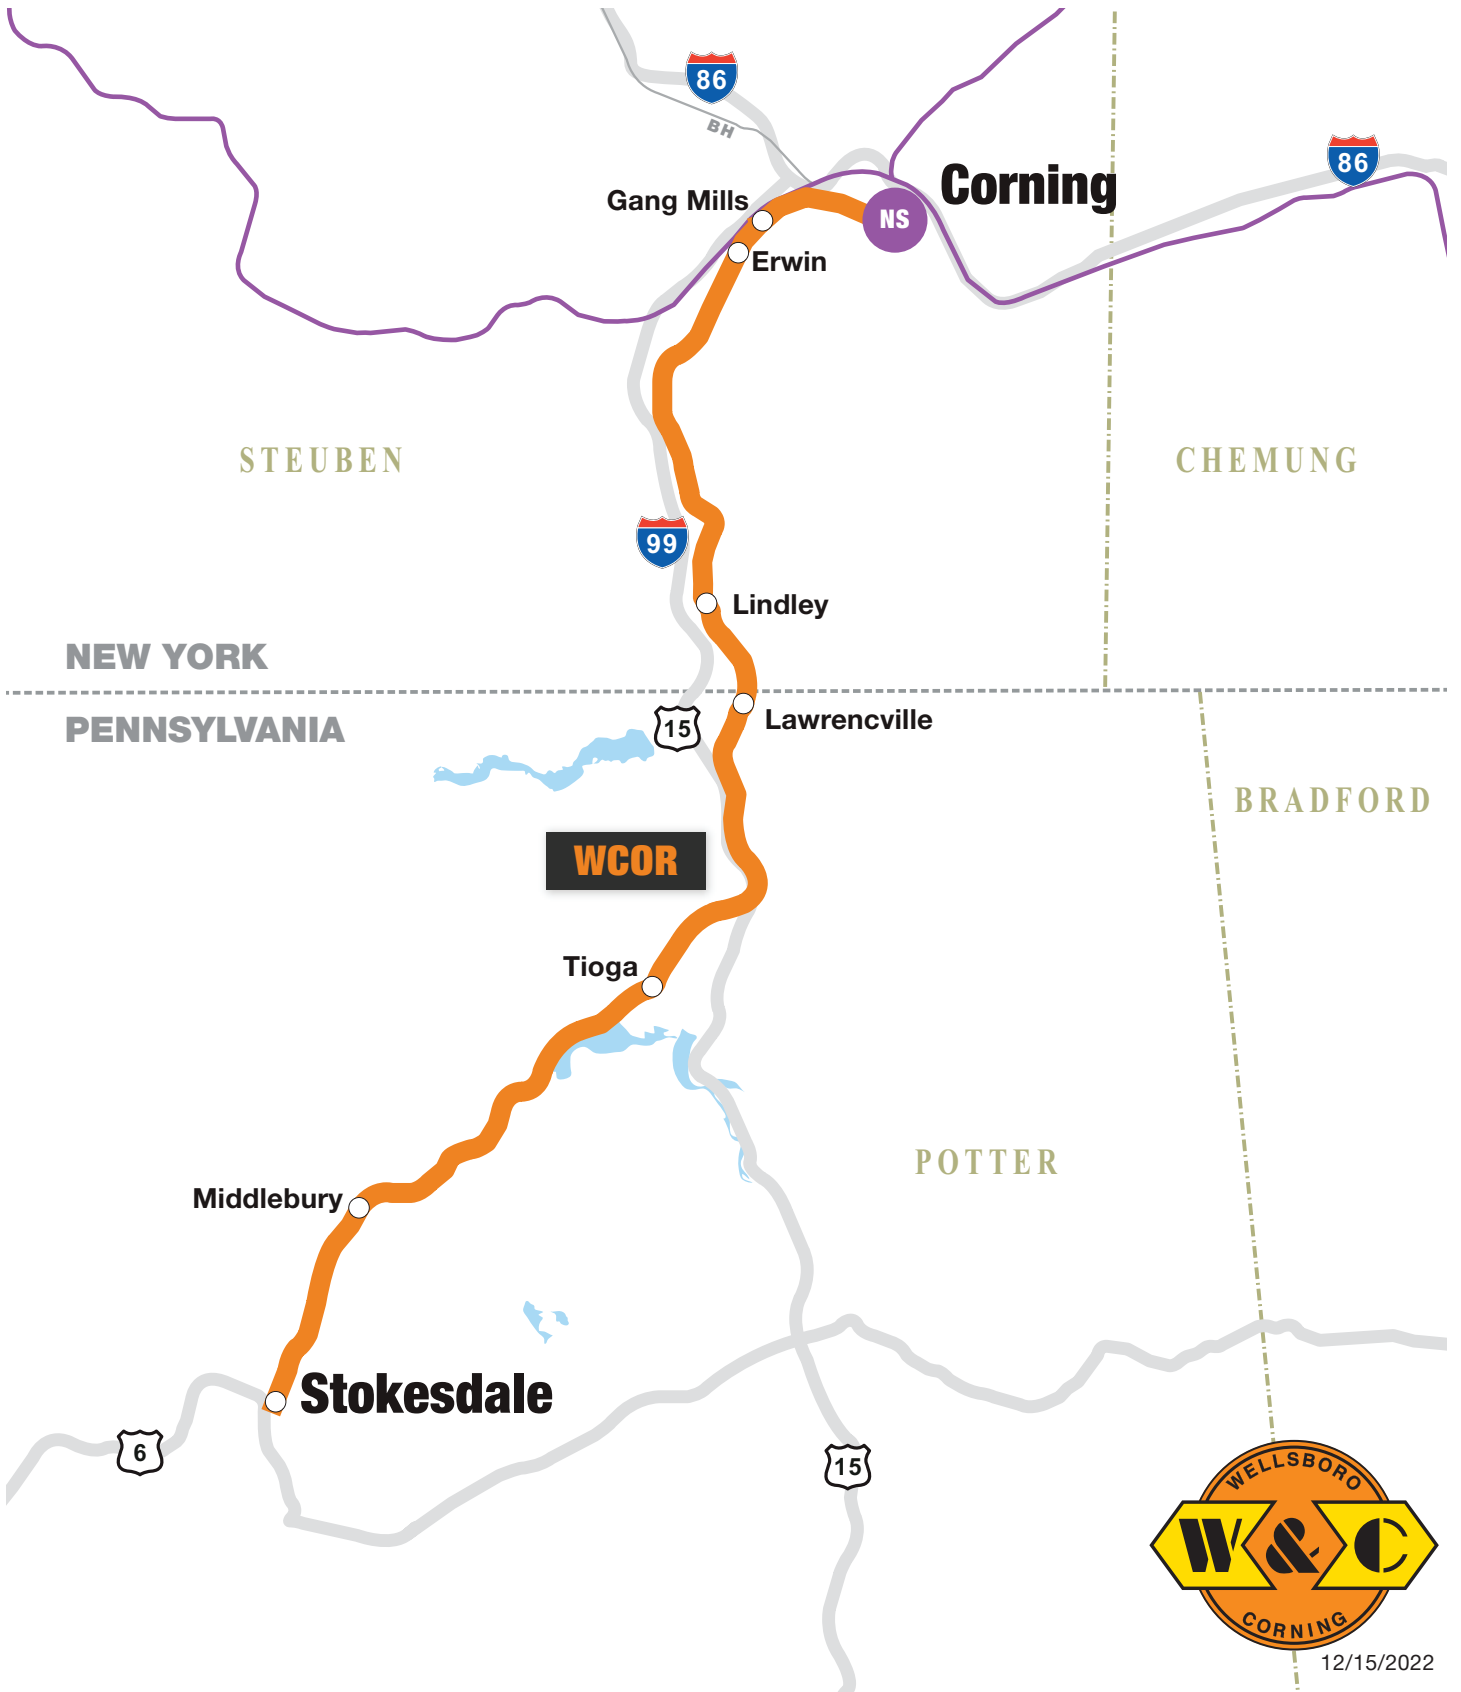 86
BH
Corning
86
Gang Mills
NS
Erwin
STEUBEN
CHEMUNG
99
Lindley
NEW YORK
PENNSYLVANIA
15
Lawrencville
BRADFORD
WCOR
Tioga
POTTER
Middlebury
Stokesdale
6
15
WELLSBORO
W&C
CORNING
12/15/2022